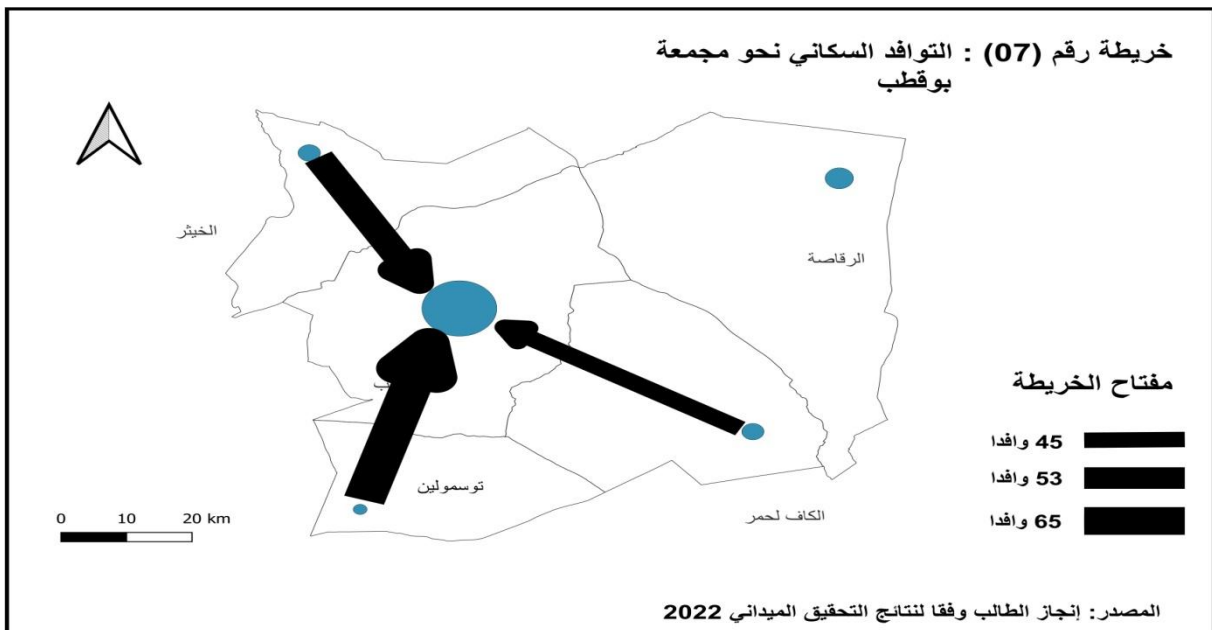 خريطة رقم (07) : التوافد السكاني نحو مجمعة
بوقطب
الخيثر
الرقاصة
توسمولين
الكاف لحمر
مفتاح الخريطة
45 وافدا
53 وافدا
65 وافدا
0 10 20 km
المصدر: إنجاز الطالب وفقا لنتائج التحقيق الميداني 2022